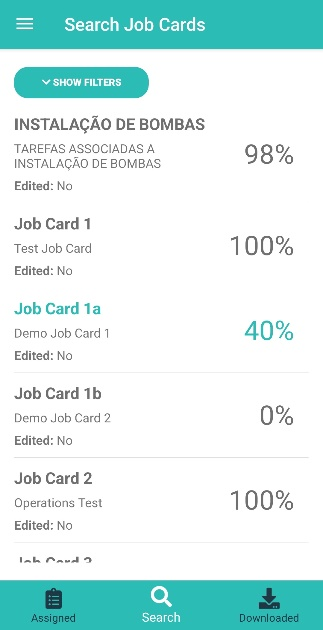 Search Job Cards
SHOW FILTERS
INSTALAÇÃO DE BOMBAS
TAREFAS ASSOCIADAS A
INSTALAÇÃO DE BOMBAS
98%
Edited: No
Job Card 1
Test Job Card
100%
Edited: No
Job Card 1a
Demo Job Card 1
40%
Edited: No
Job Card 1b
Demo Job Card 2
0%
Edited: No
Job Card 2
Operations Test
100%
Edited: No
Job Card 3
Assigned
Search
Downloaded